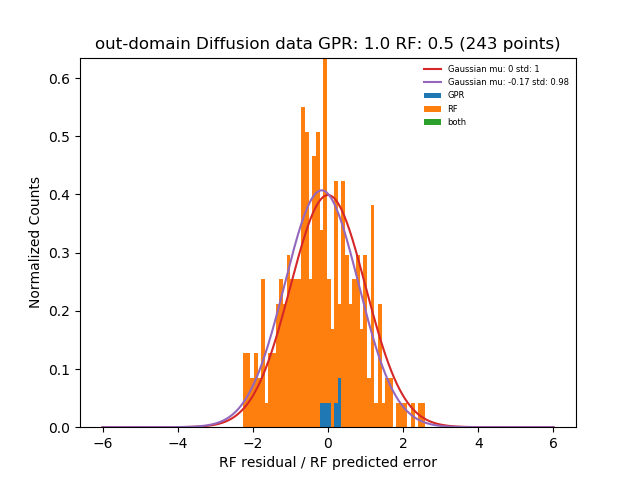 out-domain Diffusion data GPR: 1.0 RF: 0.5 (243 points)
Gaussian mu: 0 std: 1
Gaussian mu: -0.17 std: 0.98
GPR
RF
both
Normalized Counts
0.6
0.5
0.4
0.3
0.2
0.1
0.0
−6 −4 −2 0 2 4 6
RF residual / RF predicted error